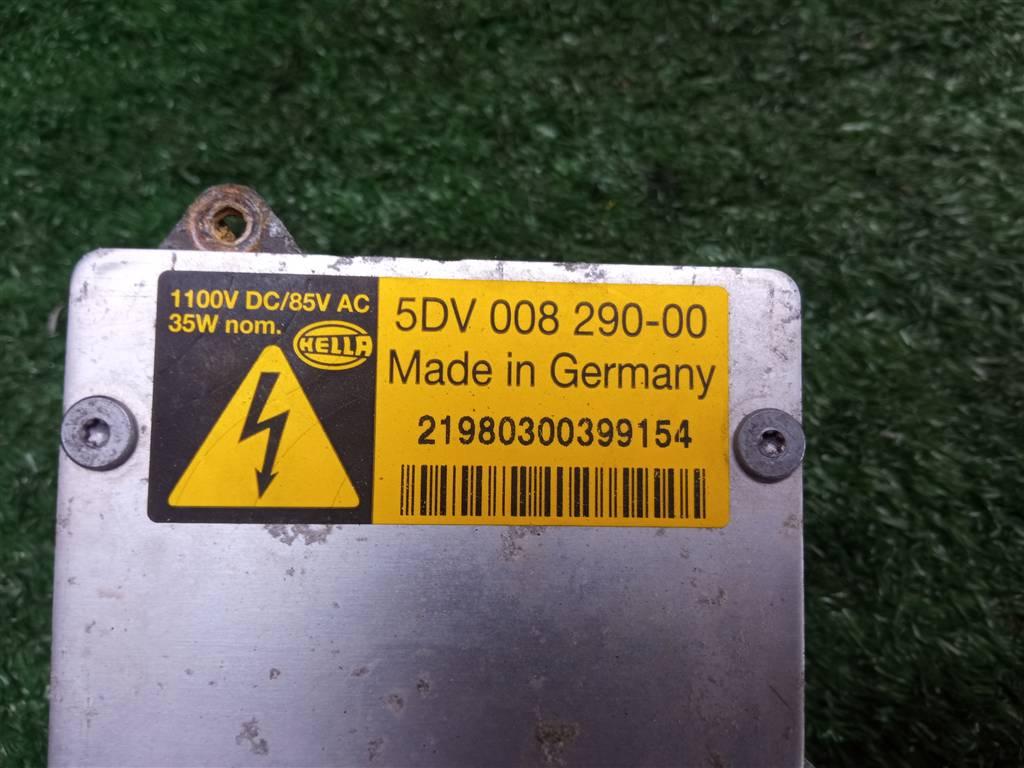 1100V DC/85V AC
35W nom.
HELLA
5DV 008 290-00
Made in Germany
21980300399154